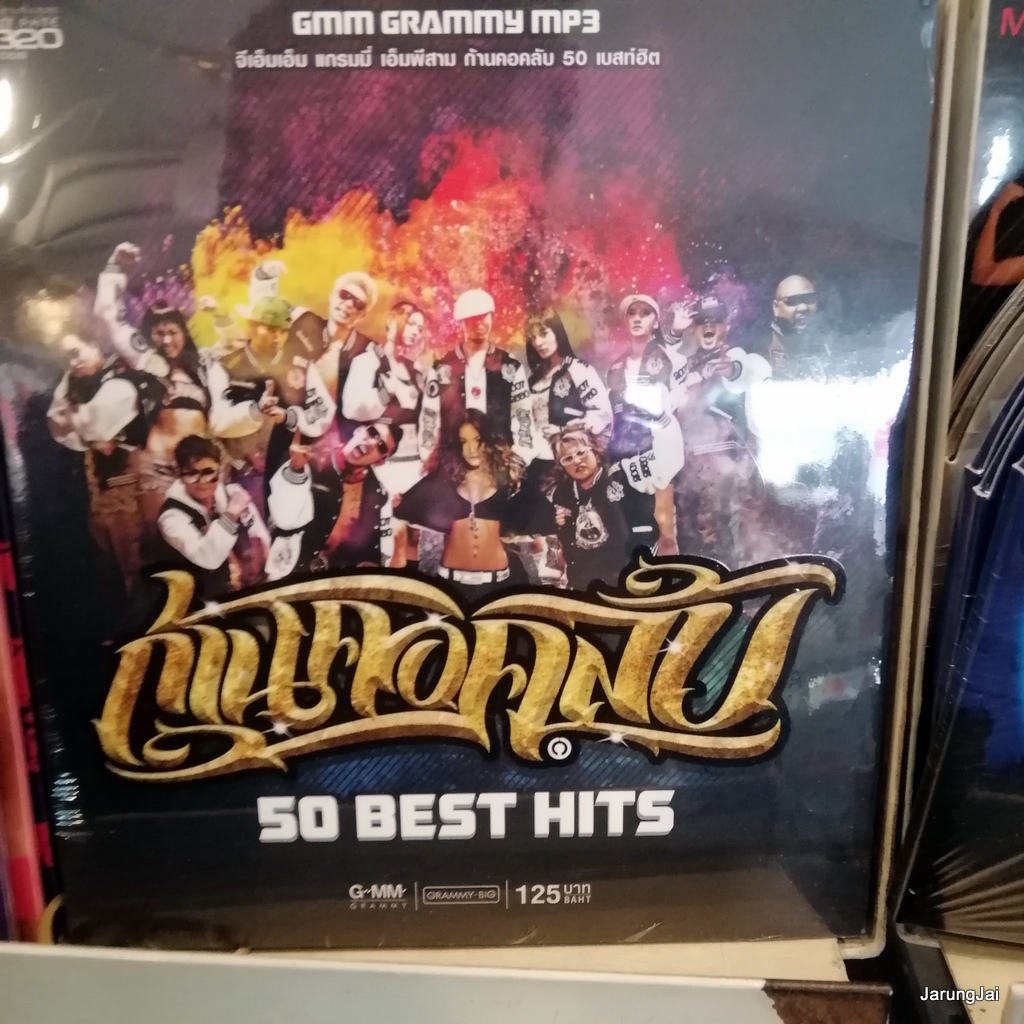 GMM GRAMMY MP3
จีเอ็มเอ็ม แกรมมี่ เอ็มพีสาม ก้านคอคลับ 50 เบสท์ฮิต
320
M
ก้านคอคลับ
©
50 BEST HITS
GMM GRAMMY
GRAMMY BIG
125 บาท BAHT
JarungJai